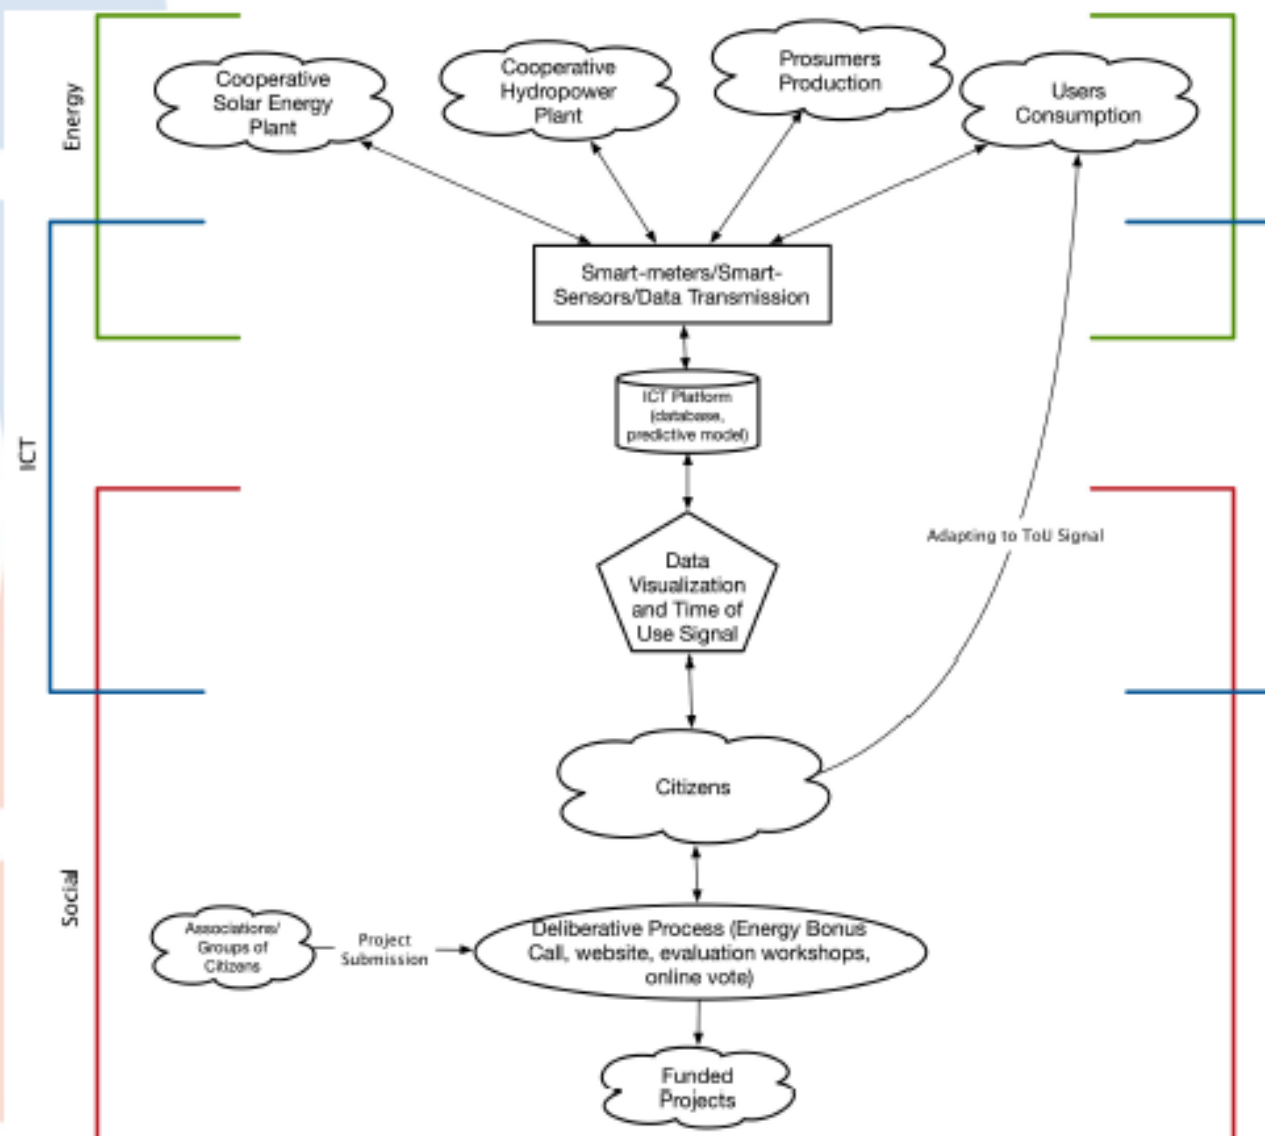 Energy
Cooperative
Solar Energy
Plant
Cooperative
Hydropower
Plant
Prosumers
Production
Users
Consumption
Smart-meters/Smart-
Sensors/Data Transmission
ICT
ICT Platform
(database,
predictive model)
Adapting to ToU Signal
Data
Visualization
and Time of
Use Signal
Citizens
Social
Associations/
Groups of
Citizens
Project
Submission
Deliberative Process (Energy Bonus
Call, website, evaluation workshops,
online vote)
Funded
Projects